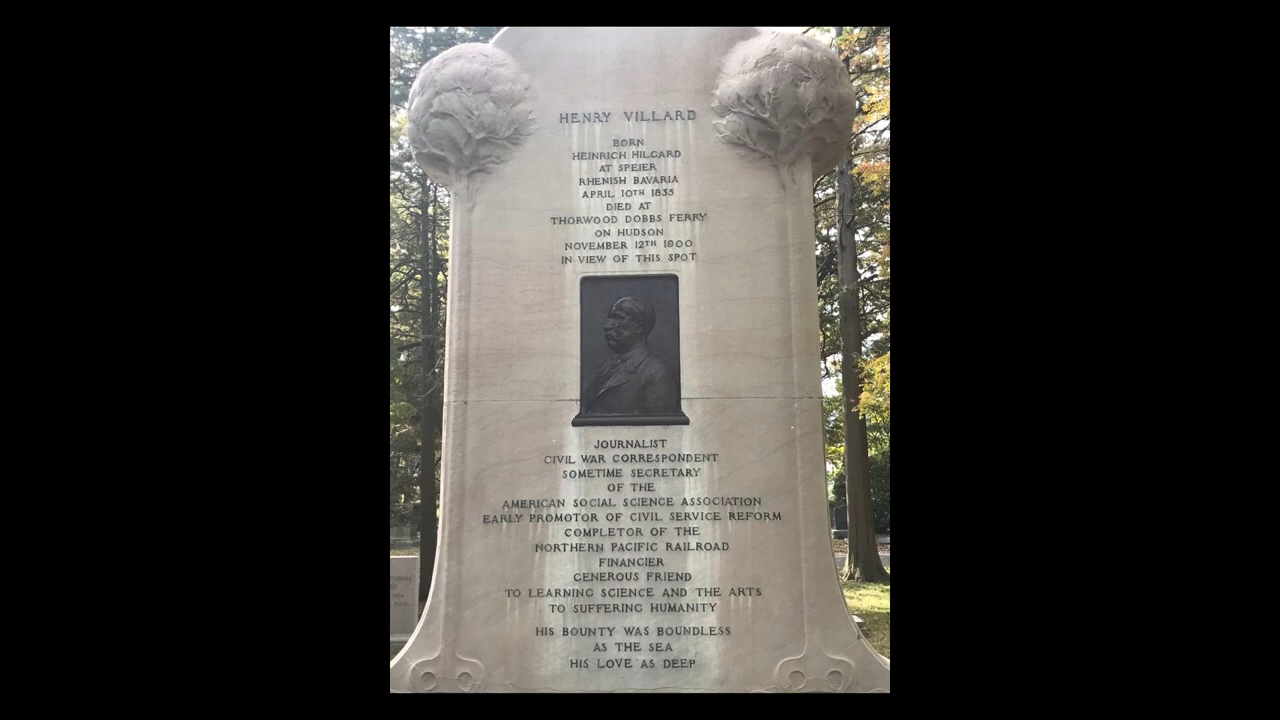 HENRY VILLARD
BORN
HEINRICH HILGARD
AT SPEIER
RHENISH BAVARIA
APRIL 10TH 1835
DIED AT
THORWOOD DOBBS FERRY
ON HUDSON
NOVEMBER 12TH 1900
IN VIEW OF THIS SPOT
JOURNALIST
CIVIL WAR CORRESPONDENT
SOMETIME SECRETARY
OF THE
AMERICAN SOCIAL SCIENCE ASSOCIATION
EARLY PROMOTOR OF CIVIL SERVICE REFORM
COMPLETOR OF THE
NORTHERN PACIFIC RAILROAD
FINANCIER
GENEROUS FRIEND
TO LEARNING SCIENCE AND THE ARTS
TO SUFFERING HUMANITY
HIS BOUNTY WAS BOUNDLESS
AS THE SEA
HIS LOVE AS DEEP